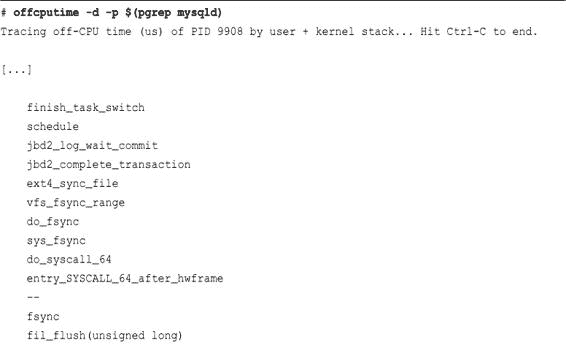 # offcputime -d -p $(pgrep mysqld)
Tracing off-CPU time (us) of PID 9908 by user + kernel stack... Hit Ctrl-C to end.
[...]
finish_task_switch
schedule
jbd2_log_wait_commit
jbd2_complete_transaction
ext4_sync_file
vfs_fsync_range
do_fsync
sys_fsync
do_syscall_64
entry_SYSCALL_64_after_hwframe
--
fsync
fil_flush(unsigned long)